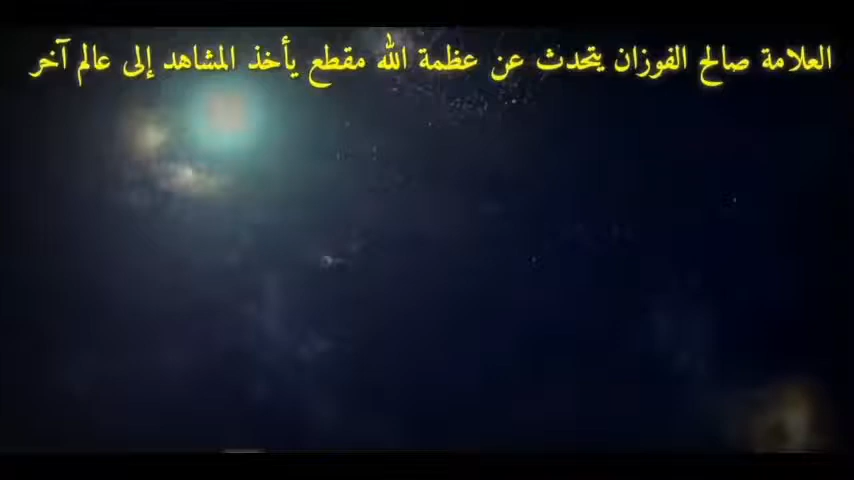 العلامة صالح الفوزان يتحدث عن عظمة الله مقطع يأخذ المشاهد إلى عالم آخر